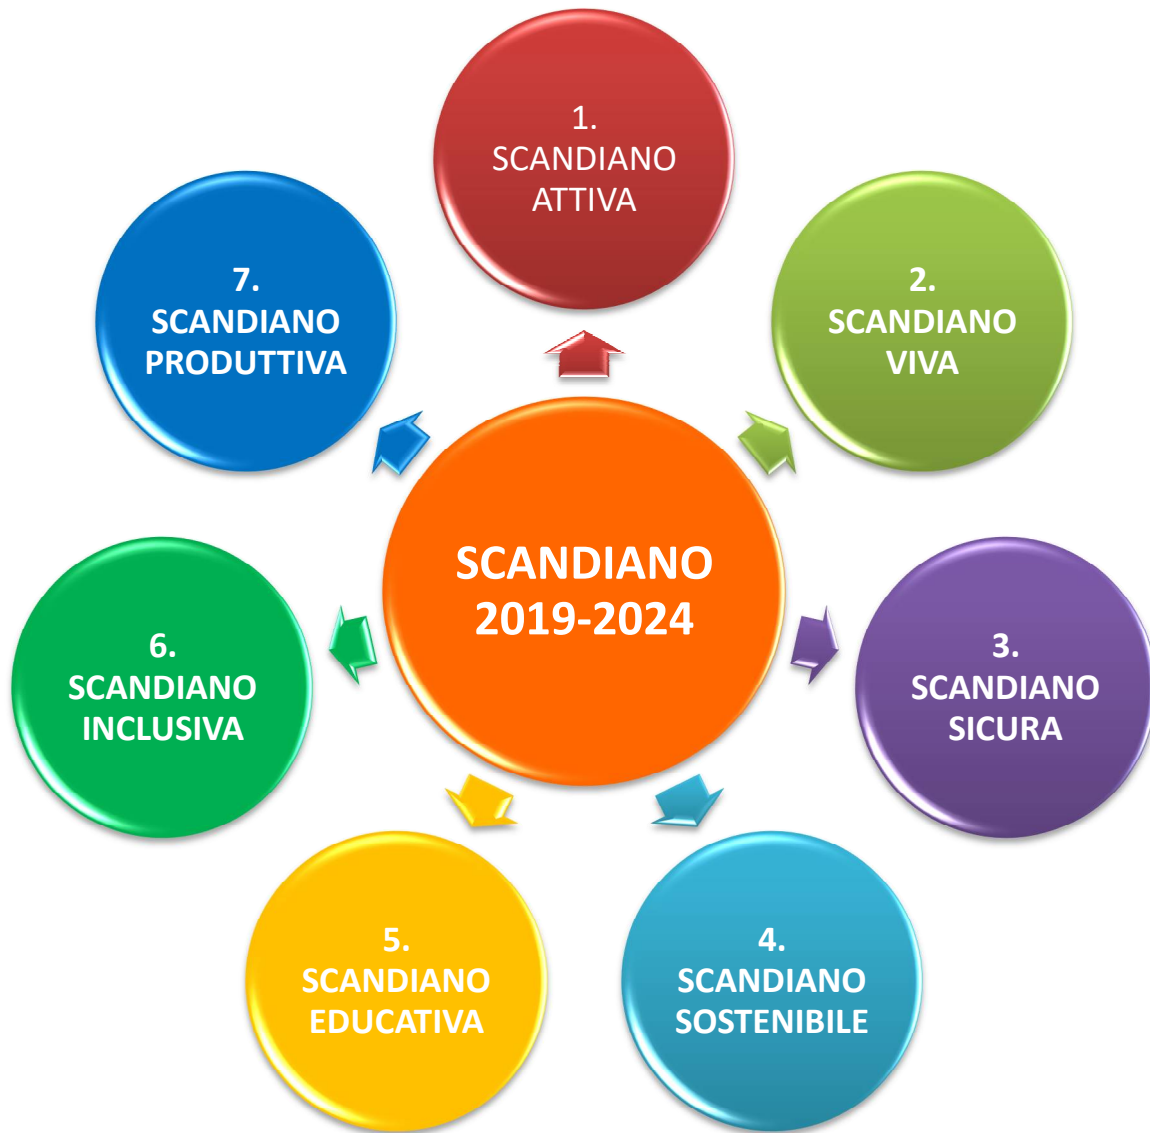 1.
SCANDIANO
ATTIVA
2.
SCANDIANO
VIVA
3.
SCANDIANO
SICURA
4.
SCANDIANO
SOSTENIBILE
5.
SCANDIANO
EDUCATIVA
6.
SCANDIANO
INCLUSIVA
7.
SCANDIANO
PRODUTTIVA
SCANDIANO
2019-2024